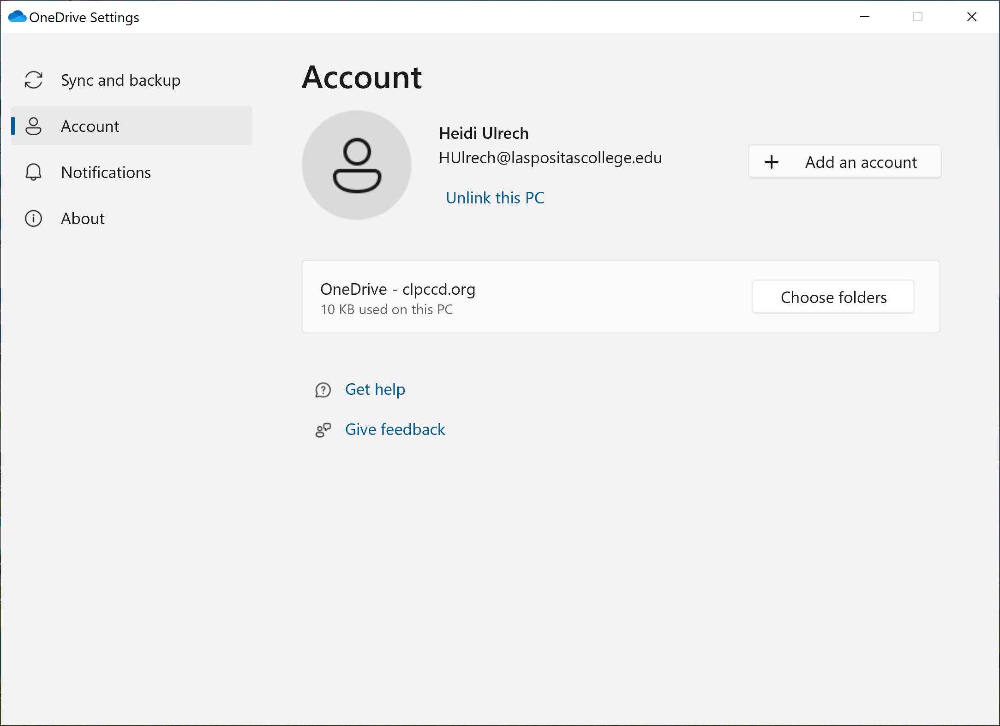 OneDrive Settings
Sync and backup
Account
Notifications
About
Account
Heidi Ulrech
HUlrech@laspositascollege.edu
Unlink this PC
Add an account
OneDrive - clpccd.org
10 KB used on this PC
Choose folders
Get help
Give feedback